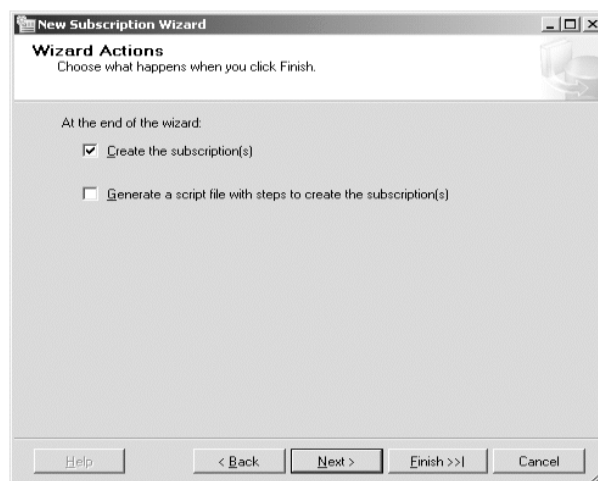 New Subscription Wizard
Wizard Actions
Choose what happens when you click Finish.
At the end of the wizard:
Create the subscription(s)
Generate a script file with steps to create the subscription(s)
Help
< Back
Next >
Finish >>|
Cancel